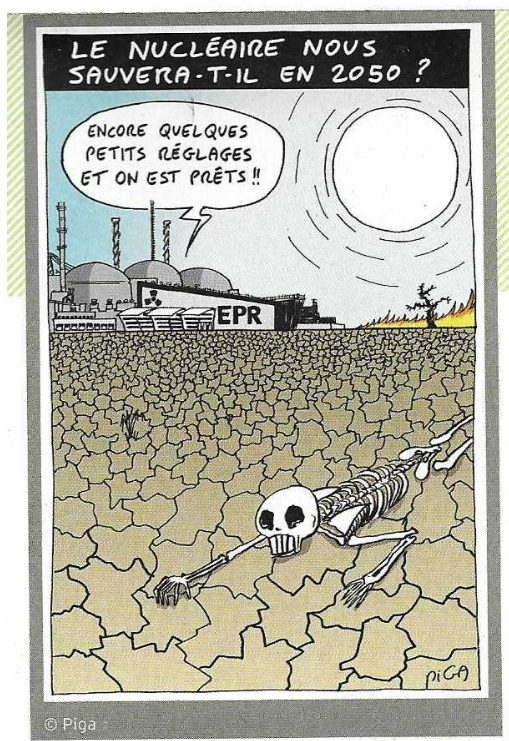 LE NUCLÉAIRE NOUS
SAUVERA-T-IL EN 2050 ?
ENCORE QUELQUES
PETITS RÉGLAGES
ET ON EST PRÊTS !!
EPR
PIGA
© Piga